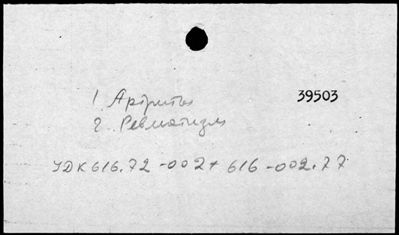 39503
1. Артриты
2. Ревматизм
УДК 616.72-002+616-002.77